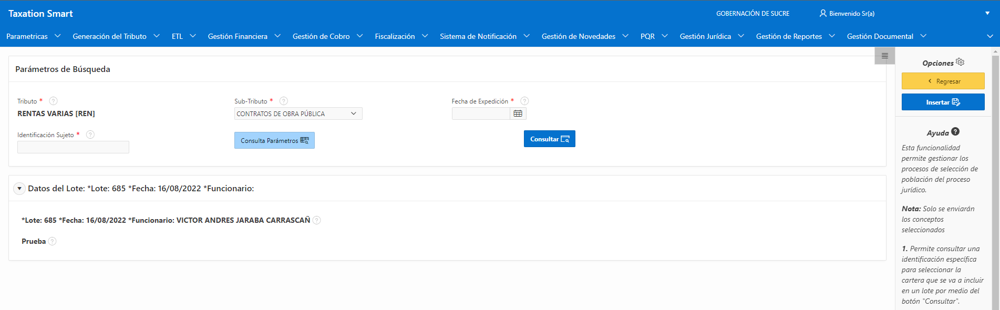 Taxation Smart
GOBERNACIÓN DE SUCRE
Bienvenido Sr(a)
Parametricas
Generación del Tributo
ETL
Gestión Financiera
Gestión de Cobro
Fiscalización
Sistema de Notificación
Gestión de Novedades
PQR
Gestión Jurídica
Gestión de Reportes
Gestión Documental
Parámetros de Búsqueda
Tributo *
Sub-Tributo *
Fecha de Expedición *
RENTAS VARIAS [REN]
CONTRATOS DE OBRA PÚBLICA
Identificación Sujeto *
Consulta Parámetros
Consultar
Datos del Lote: *Lote: 685 *Fecha: 16/08/2022 *Funcionario:
*Lote: 685 *Fecha: 16/08/2022 *Funcionario: VICTOR ANDRES JARABA CARRASCAÑ
Prueba
Opciones
Regresar
Insertar
Ayuda
Esta funcionalidad
permite gestionar los
procesos de selección de
población del proceso
jurídico.
Nota: Solo se enviarán
los conceptos
seleccionados
1. Permite consultar una
identificación específica
para seleccionar la
cartera que se va a incluir
en un lote por medio del
botón "Consultar".